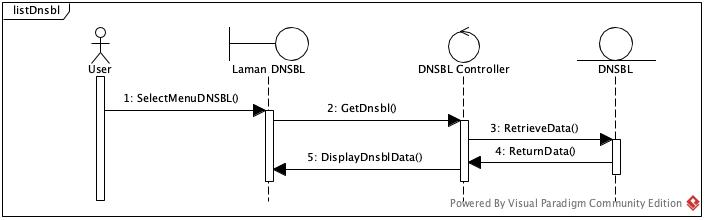 listDnsbl
User
Laman DNSBL
DNSBL Controller
DNSBL
1: SelectMenuDNSBL()
2: GetDnsbl()
3: RetrieveData()
4: ReturnData()
5: DisplayDnsblData()
Powered By Visual Paradigm Community Edition